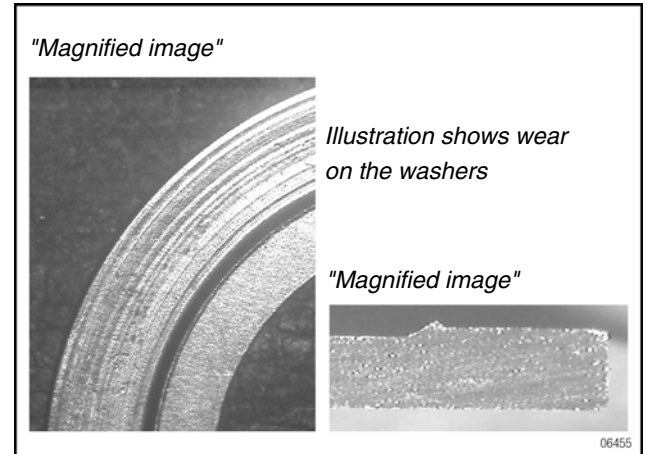 "Magnified image"
Illustration shows wear
on the washers
"Magnified image"
06455